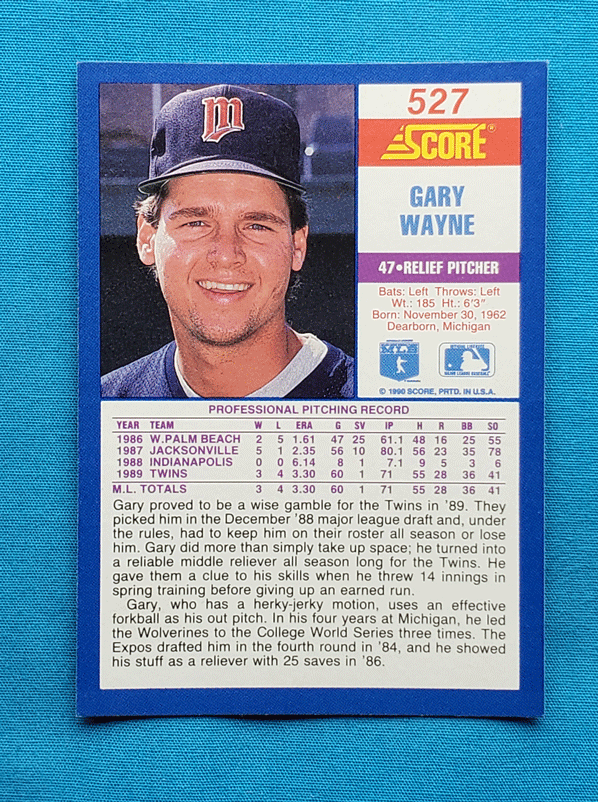 M
527
SCORE®
GARY
WAYNE
47•RELIEF PITCHER
Bats: Left Throws: Left
Wt.: 185 Ht.: 6'3"
Born: November 30, 1962
Dearborn, Michigan
OFFICIAL LICENSEE
MAJOR LEAGUE BASEBALL
© 1990 SCORE, PRTD. IN U.S.A.
PROFESSIONAL PITCHING RECORD
YEAR TEAM W L ERA G SV IP H R BB SO
1986 W.PALM BEACH 2 5 1.61 47 25 61.1 48 16 25 55
1987 JACKSONVILLE 5 1 2.35 56 10 80.1 56 23 35 78
1988 INDIANAPOLIS 0 0 6.14 8 1 7.1 9 5 3 6
1989 TWINS 3 4 3.30 60 1 71 55 28 36 41
M.L. TOTALS 3 4 3.30 60 1 71 55 28 36 41
Gary proved to be a wise gamble for the Twins in '89. They
picked him in the December '88 major league draft and, under
the rules, had to keep him on their roster all season or lose
him. Gary did more than simply take up space; he turned into
a reliable middle reliever all season long for the Twins. He
gave them a clue to his skills when he threw 14 innings in
spring training before giving up an earned run.
Gary, who has a herky-jerky motion, uses an effective
forkball as his out pitch. In his four years at Michigan, he led
the Wolverines to the College World Series three times. The
Expos drafted him in the fourth round in '84, and he showed
his stuff as a reliever with 25 saves in '86.